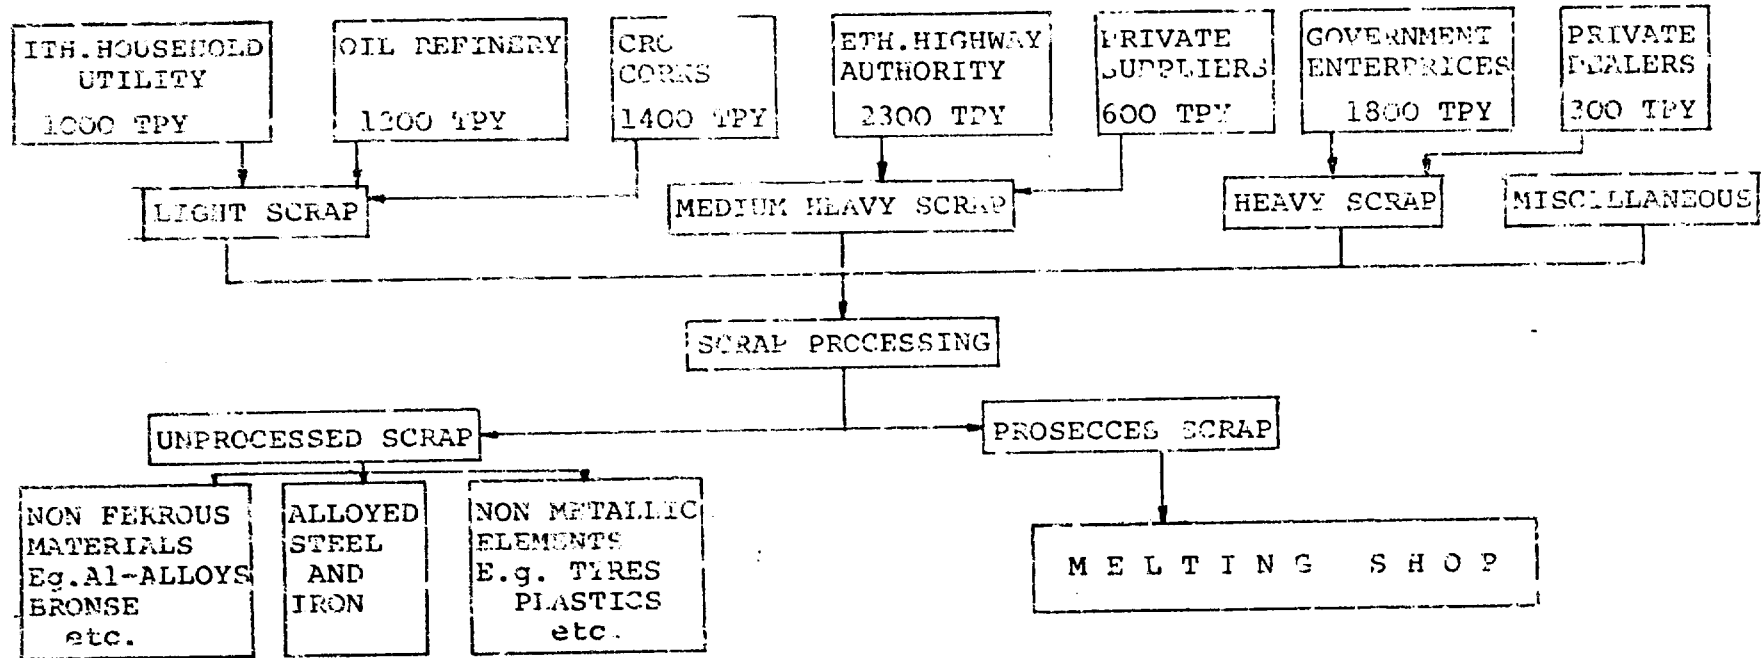 ITH.HOUSEHOLD
UTILITY
1000 TPY
OIL REFINERY
1200 TPY
CRC
CORKS
1400 TPY
ETH.HIGHWAY
AUTHORITY
2300 TPY
PRIVATE
SUPPLIERS
600 TPY
GOVERNMENT
ENTERPRICES
1800 TPY
PRIVATE
DEALERS
300 TPY
LIGHT SCRAP
MEDIUM HEAVY SCRAP
HEAVY SCRAP
MISCILLANEOUS
SCRAP PROCESSING
UNPROCESSED SCRAP
PROSECCES SCRAP
NON FERROUS
MATERIALS
Eg.Al-ALLOYS
BRONSE
etc.
ALLOYED
STEEL
AND
IRON
NON METALLIC
ELEMENTS
E.g. TYRES
PLASTICS
etc.
MELTING SHOP